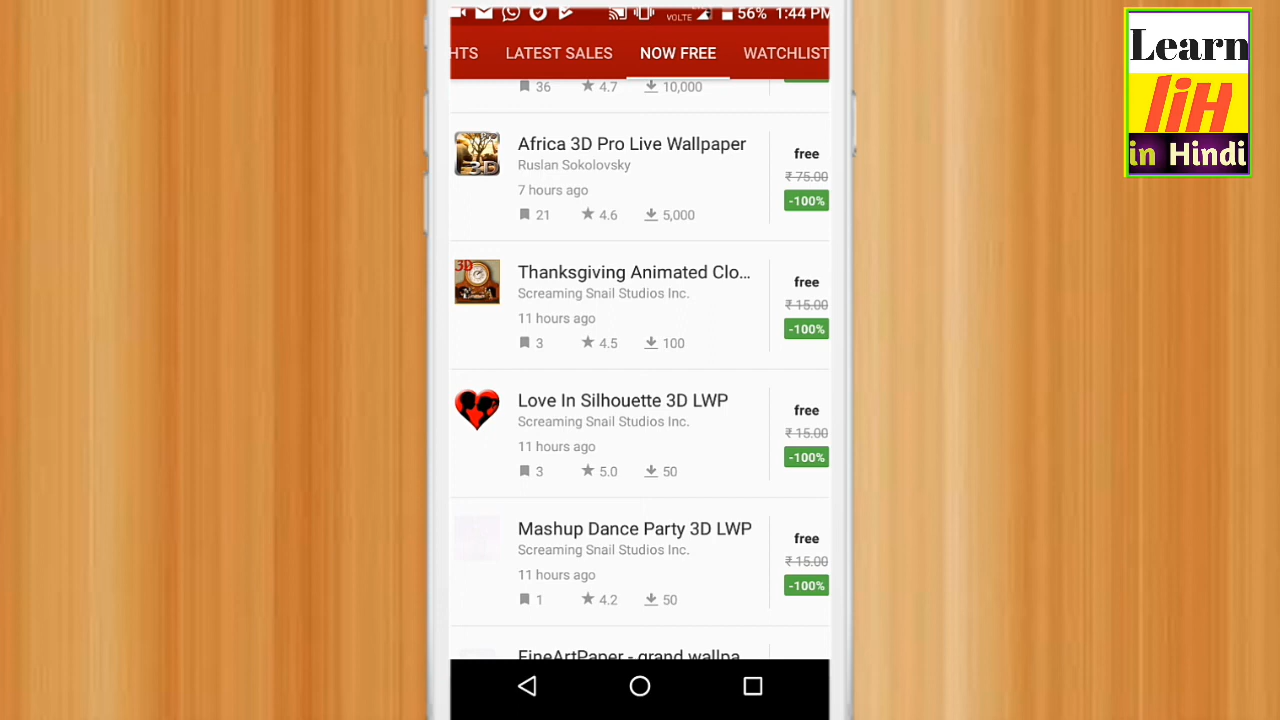 VOLTE 56% 1:44 PM
HTS LATEST SALES NOW FREE WATCHLIST
36 4.7 10,000
Africa 3D Pro Live Wallpaper
Ruslan Sokolovsky
7 hours ago
21 4.6 5,000
free
₹ 75.00
-100%
Thanksgiving Animated Clo...
Screaming Snail Studios Inc.
11 hours ago
3 4.5 100
free
₹ 15.00
-100%
Love In Silhouette 3D LWP
Screaming Snail Studios Inc.
11 hours ago
3 5.0 50
free
₹ 15.00
-100%
Mashup Dance Party 3D LWP
Screaming Snail Studios Inc.
11 hours ago
1 4.2 50
free
₹ 15.00
-100%
FineArtPaper - grand wallpa
Learn
liH
in Hindi
Pro
3D
3D